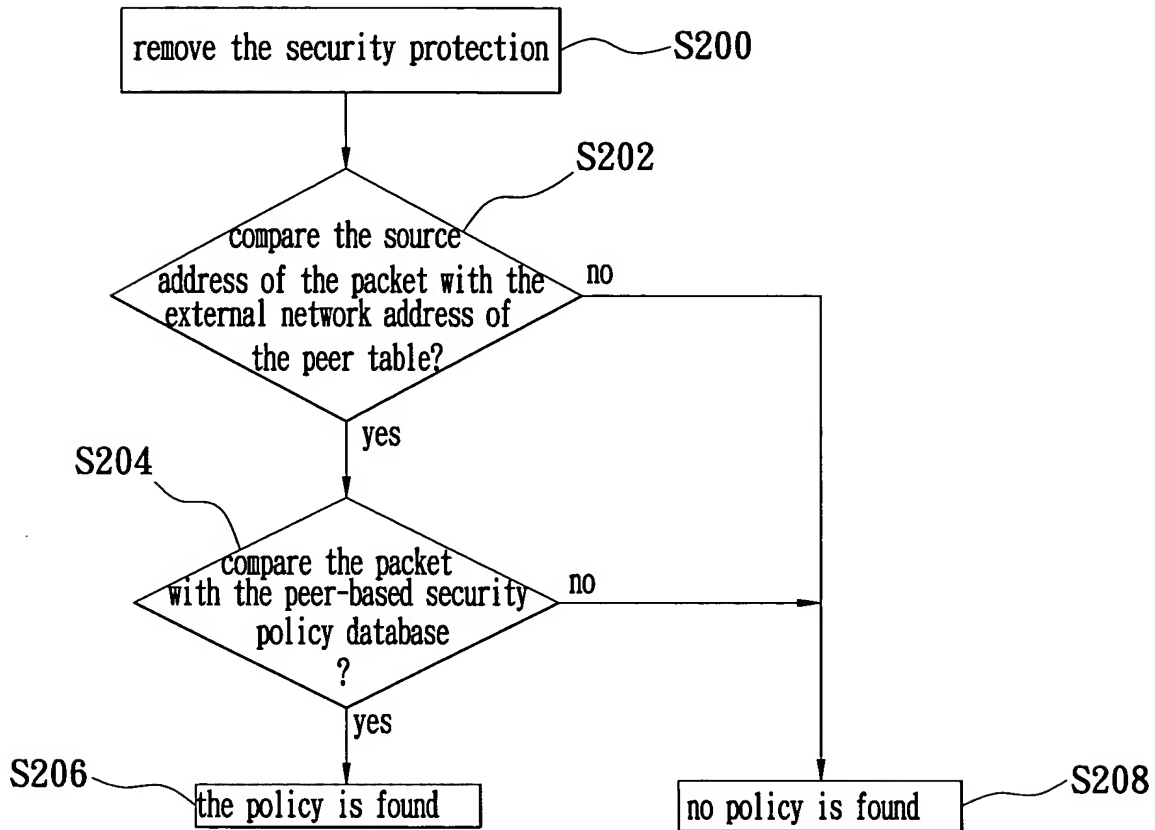 remove the security protection
S200
S202
compare the source
address of the packet with the
external network address of
the peer table?
no
yes
S204
compare the packet
with the peer-based security
policy database
?
no
yes
S206
the policy is found
no policy is found
S208